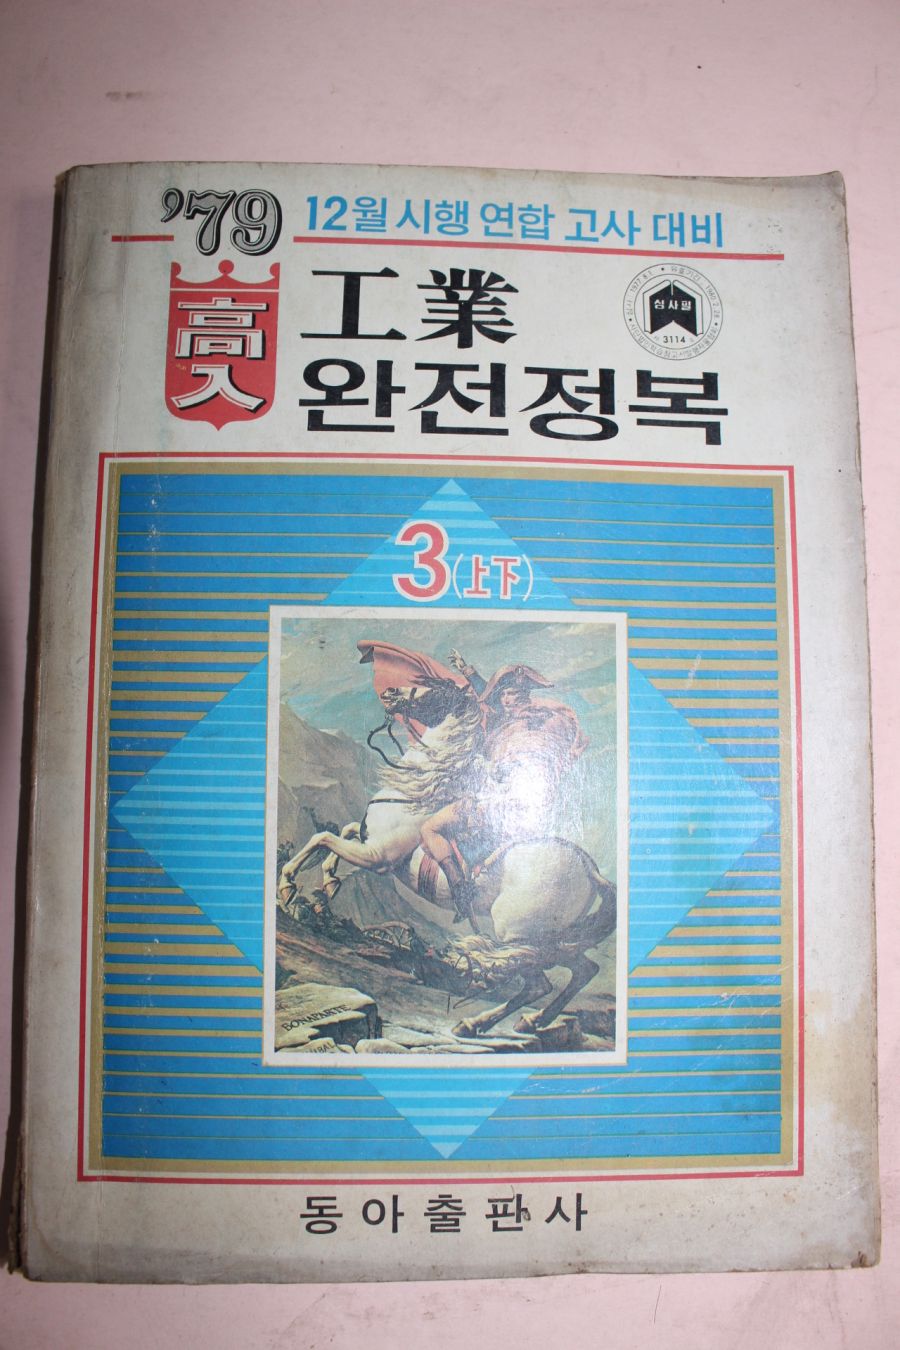 '79
12월 시행 연합 고사 대비
高入
工業
완전정복
심사필
3114
3(上下)
BONAPARTE
동아출판사